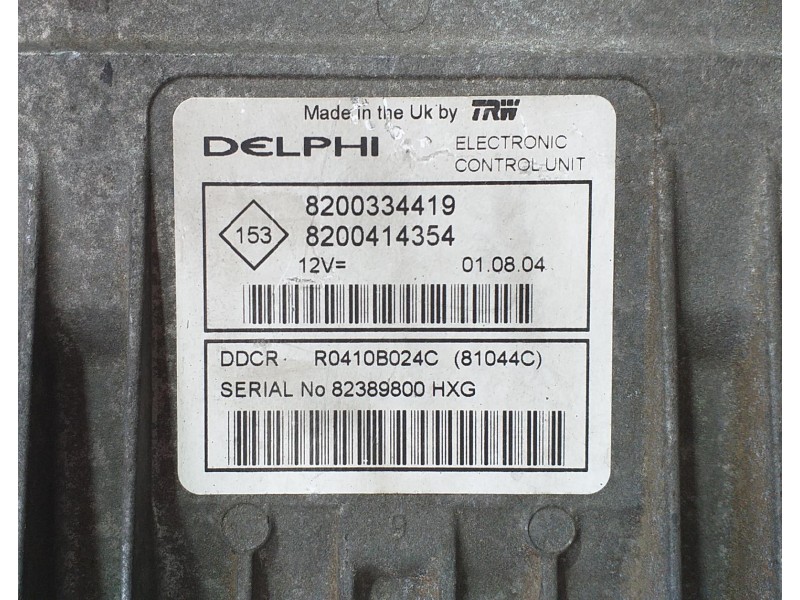 Made in the Uk by TRW
DELPHI ELECTRONIC
CONTROL UNIT
8200334419
153
8200414354
12V= 01.08.04
DDCR R0410B024C (81044C)
SERIAL No 82389800 HXG
9